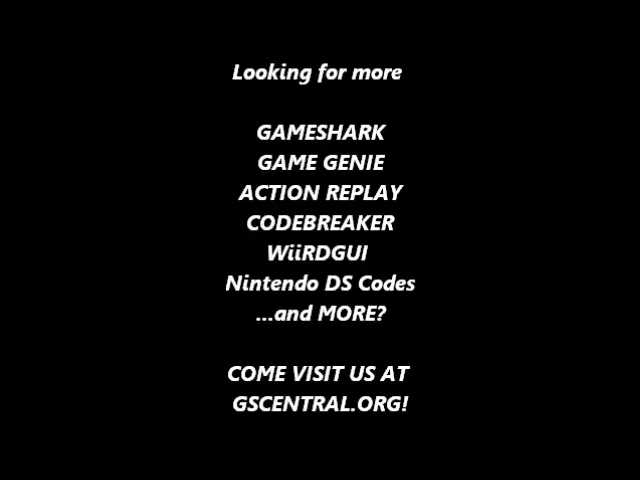 Looking for more
GAMESHARK
GAME GENIE
ACTION REPLAY
CODEBREAKER
WiiRDGUI
Nintendo DS Codes
...and MORE?
COME VISIT US AT
GSCENTRAL.ORG!